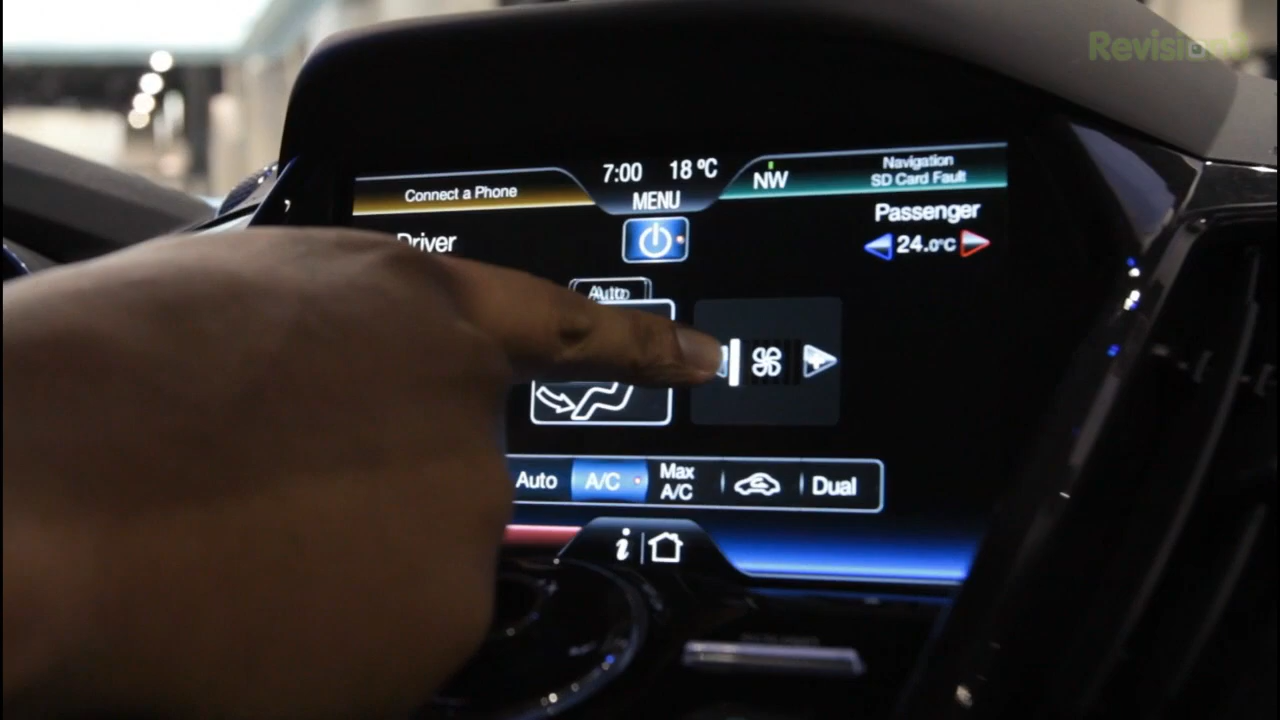 Revision3
7:00 18 ºC
Connect a Phone
MENU
NW
Navigation
SD Card Fault
Driver
Passenger
24.0ºC
Auto
Auto
A/C
Max
A/C
Dual
i